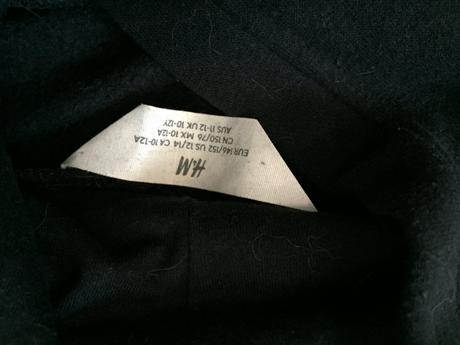 H&M
EUR 146/152 US 12/14 CA 10-12A
CN 150/76 MX 10-12A
AUS 11-12 UK 10-12Y